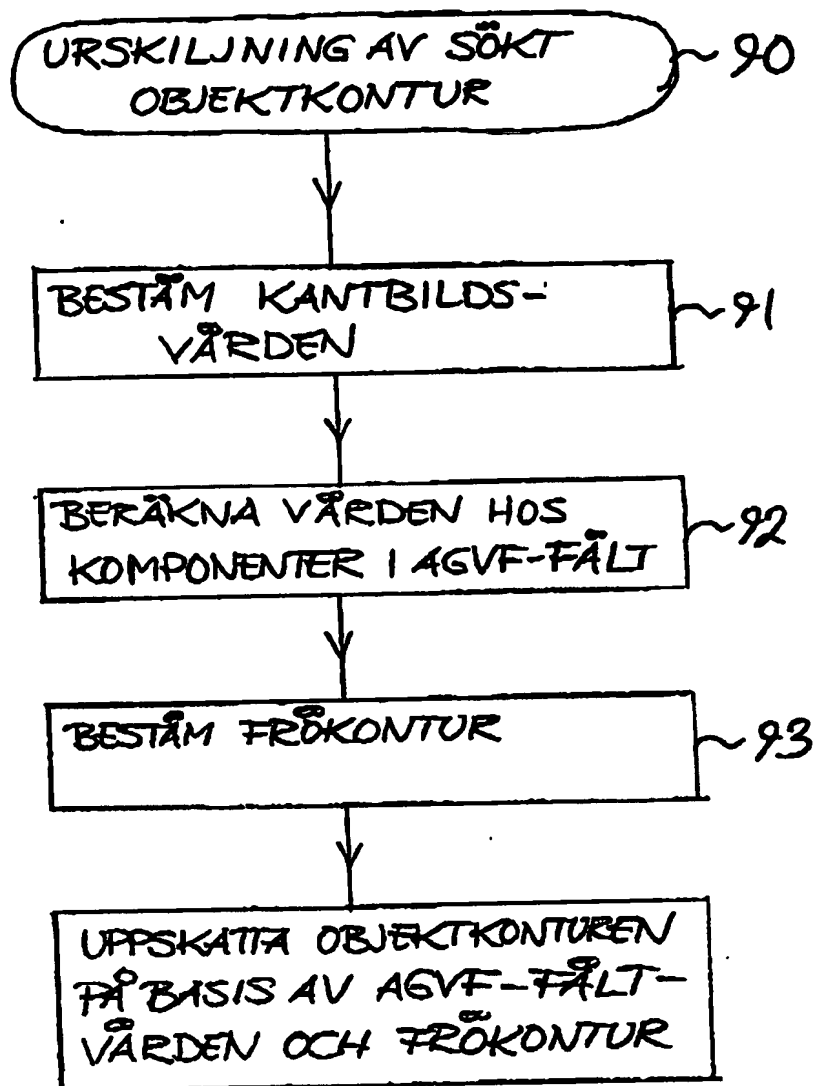 URSKILJNING AV SÖKT
OBJEKTKONTUR
90
BESTÄM KANTBILDS-
VÄRDEN
91
BERÄKNA VÄRDEN HOS
KOMPONENTER I AGVF-FÄLT
92
BESTÄM FRÖKONTUR
93
UPPSKATTA OBJEKTKONTUREN
PÅ BASIS AV AGVF-FÄLT-
VÄRDEN OCH FRÖKONTUR